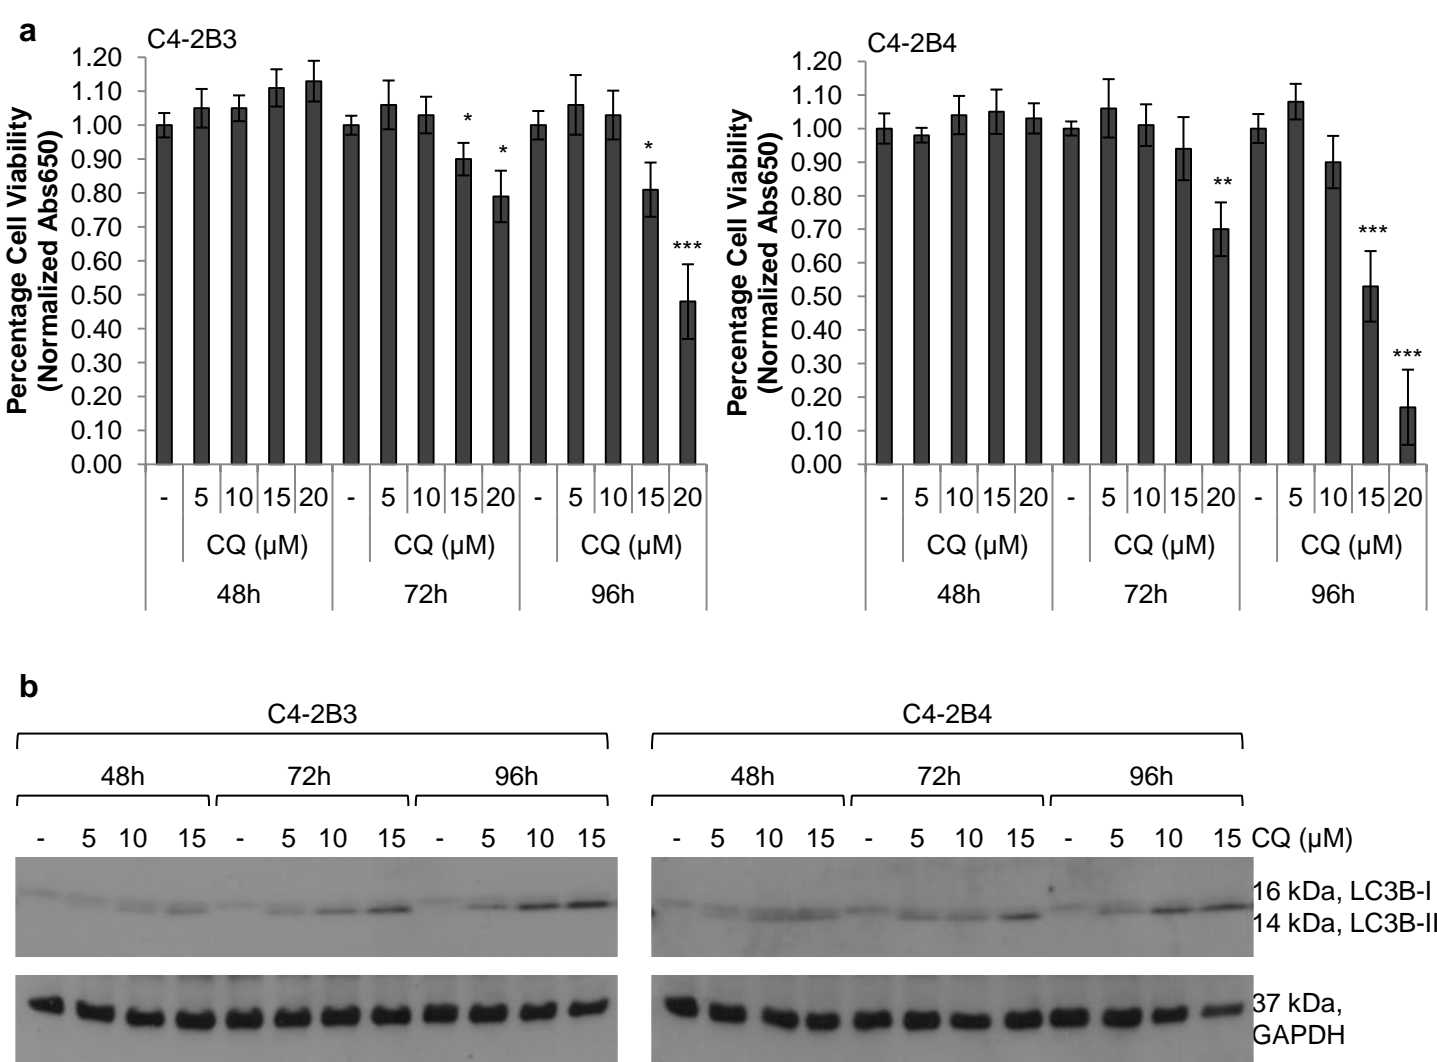 a
C4-2B3
Percentage Cell Viability
(Normalized Abs650)
1.20
1.10
1.00
0.90
0.80
0.70
0.60
0.50
0.40
0.30
0.20
0.10
0.00
* * * ***
- 5 10 15 20 - 5 10 15 20 - 5 10 15 20
CQ (µM) CQ (µM) CQ (µM)
48h 72h 96h
C4-2B4
Percentage Cell Viability
(Normalized Abs650)
1.20
1.10
1.00
0.90
0.80
0.70
0.60
0.50
0.40
0.30
0.20
0.10
0.00
** *** ***
- 5 10 15 20 - 5 10 15 20 - 5 10 15 20
CQ (µM) CQ (µM) CQ (µM)
48h 72h 96h
b
C4-2B3 C4-2B4
48h 72h 96h 48h 72h 96h
- 5 10 15 - 5 10 15 - 5 10 15 - 5 10 15 - 5 10 15 - 5 10 15 CQ (µM)
16 kDa, LC3B-I
14 kDa, LC3B-II
37 kDa,
GAPDH